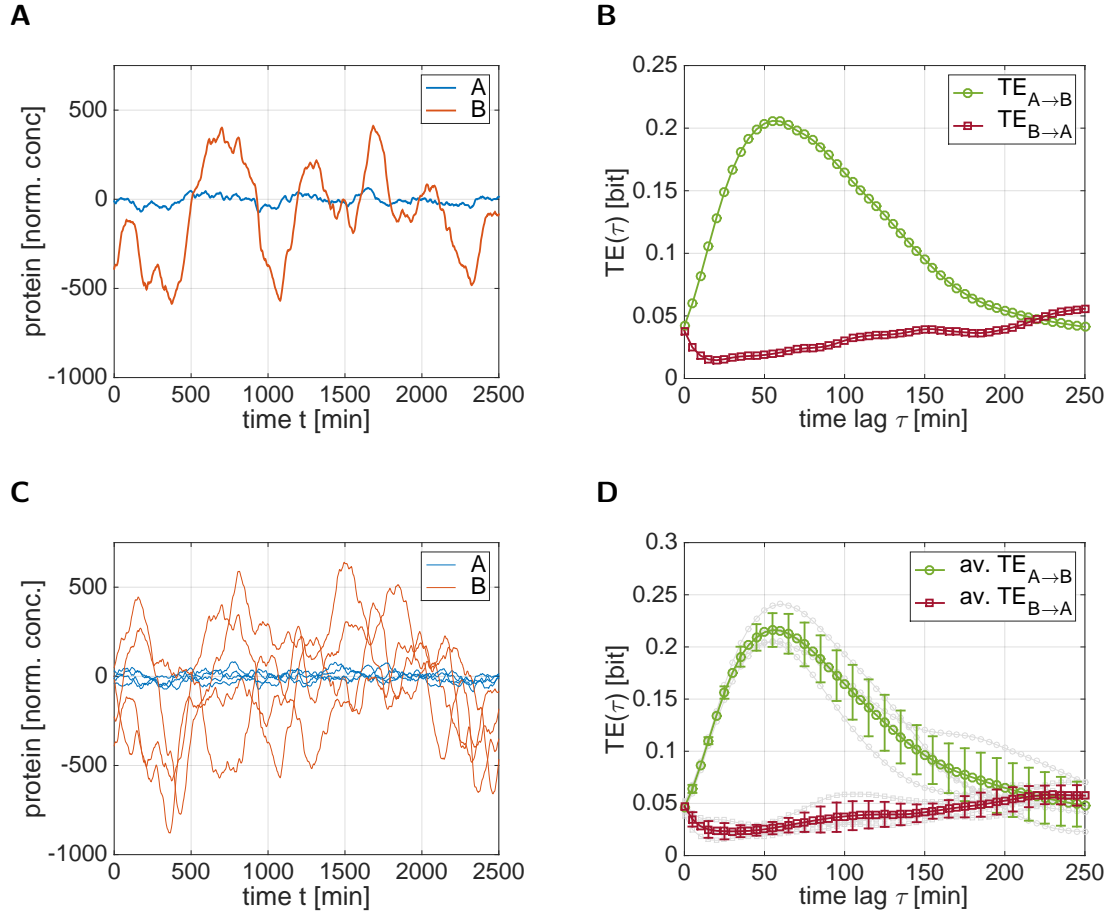 A
protein [norm. conc]
500
0
-500
-1000
A
B
0
500
1000
1500
2000
2500
time t [min]
B
TE(τ) [bit]
0.25
0.2
0.15
0.1
0.05
0
TE A→B
TE B→A
0
50
100
150
200
250
time lag τ [min]
C
protein [norm. conc.]
500
0
-500
-1000
A
B
0
500
1000
1500
2000
2500
time t [min]
D
TE(τ) [bit]
0.3
0.25
0.2
0.15
0.1
0.05
0
av. TE A→B
av. TE B→A
0
50
100
150
200
250
time lag τ [min]